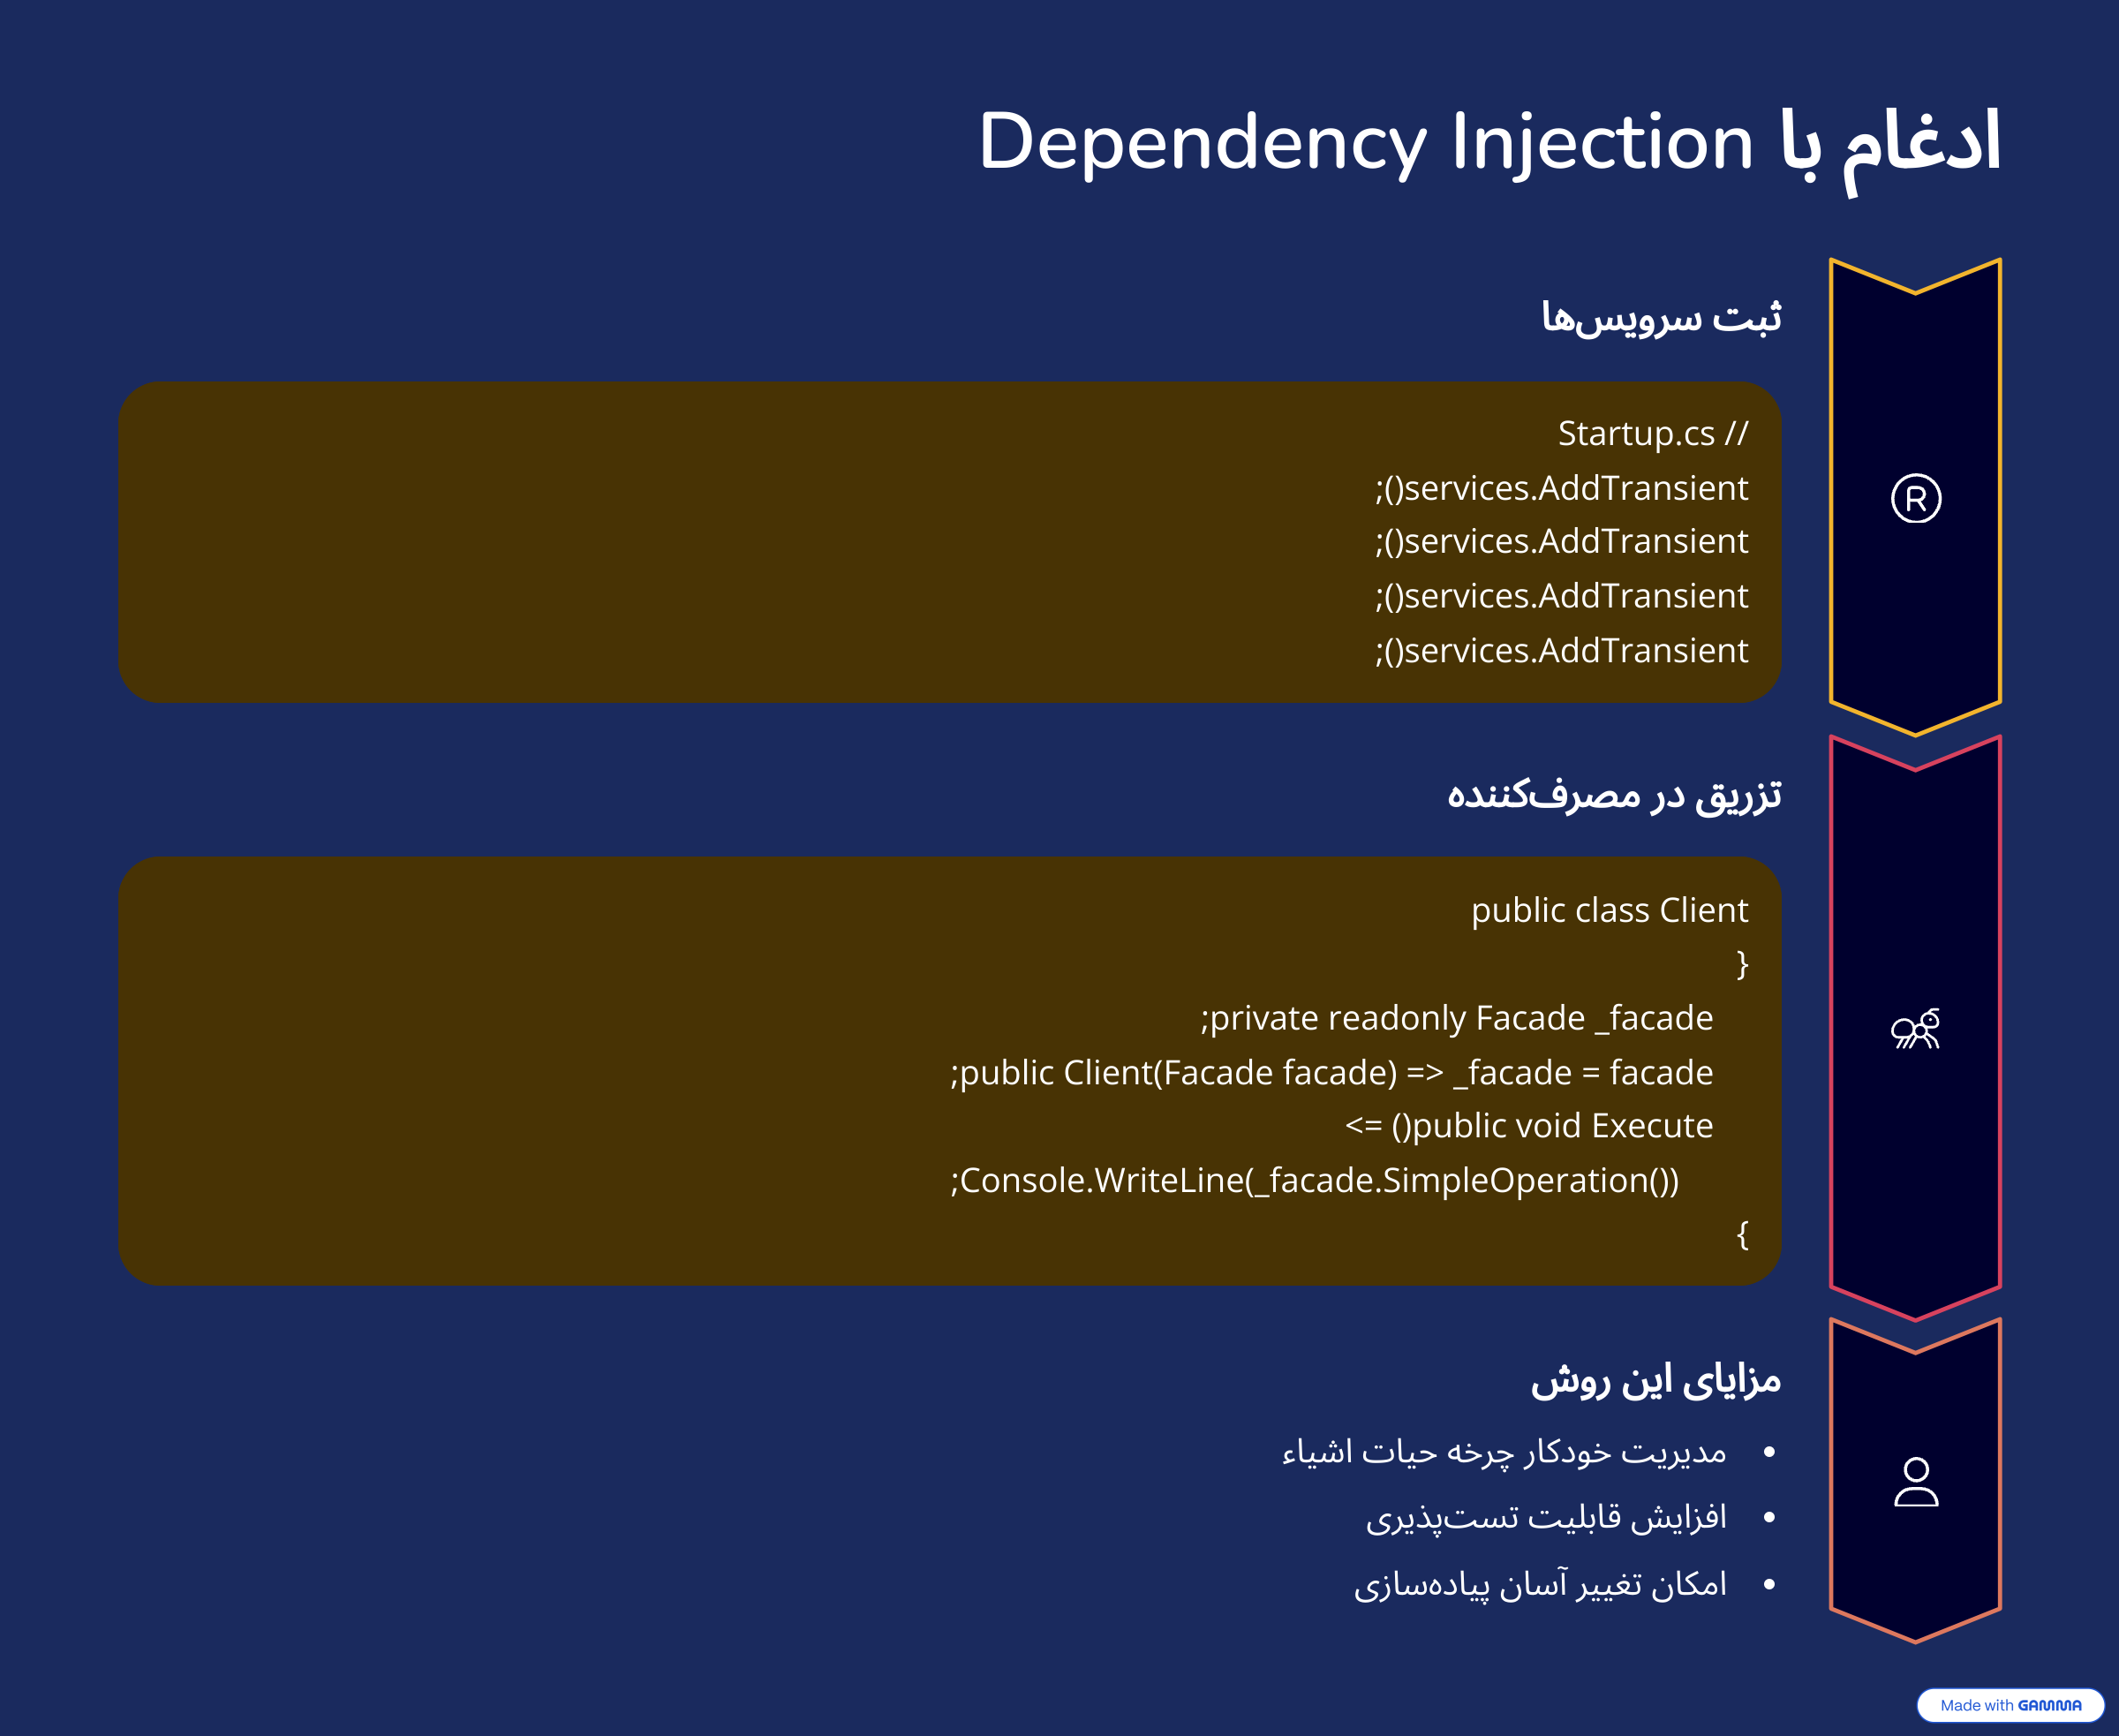 ادغام با Dependency Injection
ثبت سرویس‌ها
// Startup.cs
services.AddTransient();
services.AddTransient();
services.AddTransient();
services.AddTransient();
تزریق در مصرف‌کننده
public class Client
{
private readonly Facade _facade;
public Client(Facade facade) => _facade = facade;
public void Execute() =>
Console.WriteLine(_facade.SimpleOperation());
}
مزایای این روش
• مدیریت خودکار چرخه حیات اشیاء
• افزایش قابلیت تست‌پذیری
• امکان تغییر آسان پیاده‌سازی
Made with GAMMA